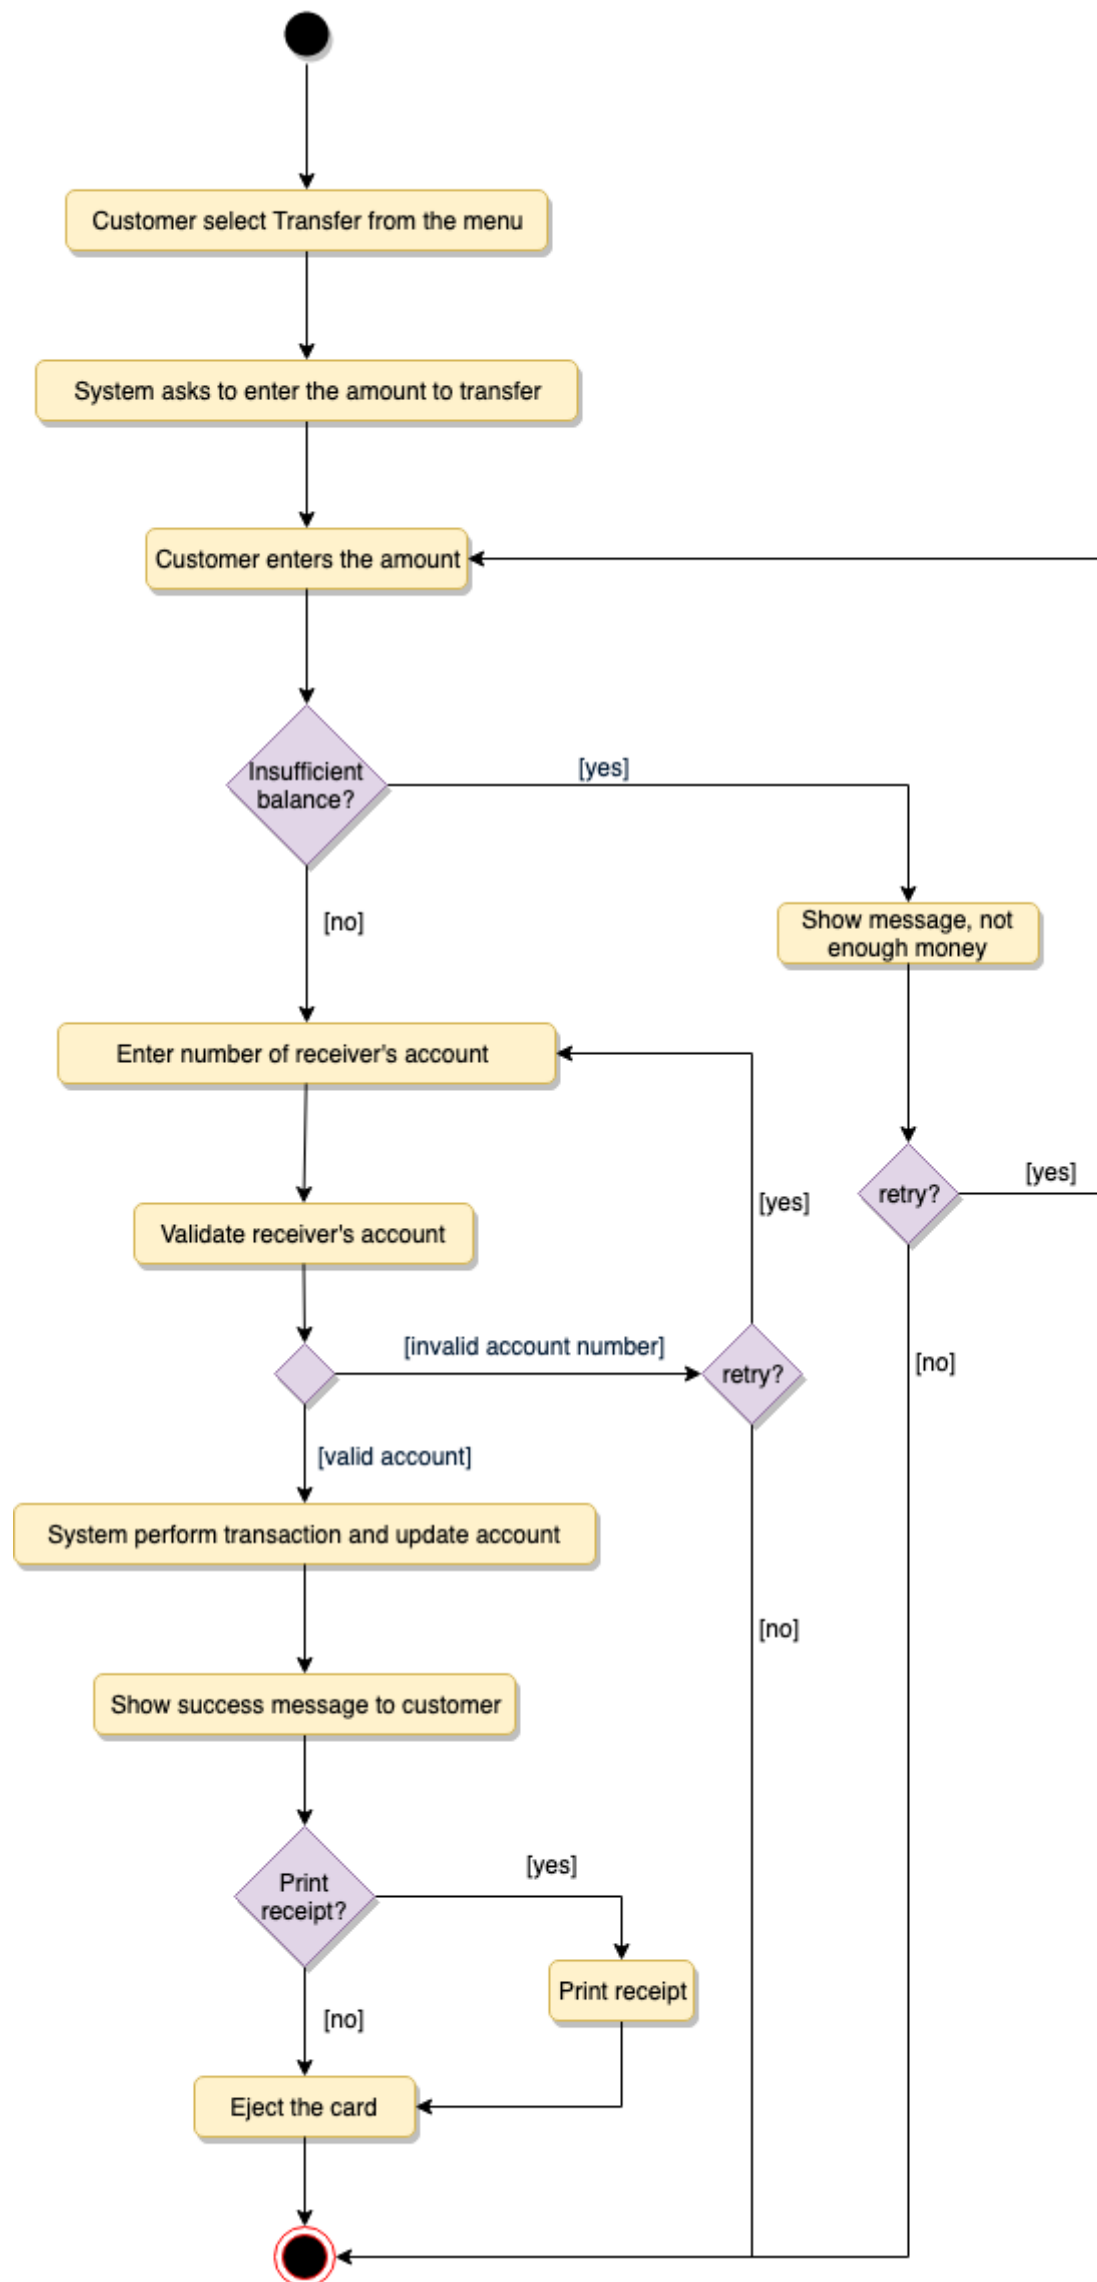 Customer select Transfer from the menu
System asks to enter the amount to transfer
Customer enters the amount
Insufficient
balance?
[yes]
[no]
Show message, not
enough money
Enter number of receiver's account
retry?
[yes]
[yes]
Validate receiver's account
[invalid account number]
retry?
[no]
[valid account]
System perform transaction and update account
[no]
Show success message to customer
Print
receipt?
[yes]
Print receipt
[no]
Eject the card